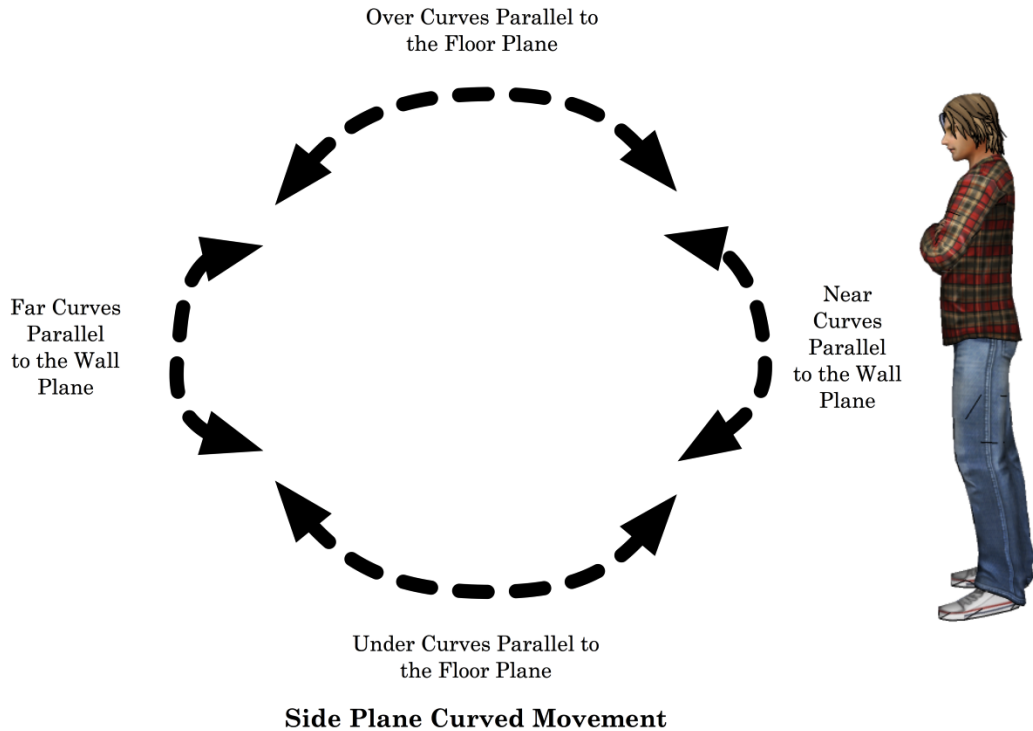 Over Curves Parallel to
the Floor Plane
Far Curves
Parallel
to the Wall
Plane
Near
Curves
Parallel
to the Wall
Plane
Under Curves Parallel to
the Floor Plane
Side Plane Curved Movement